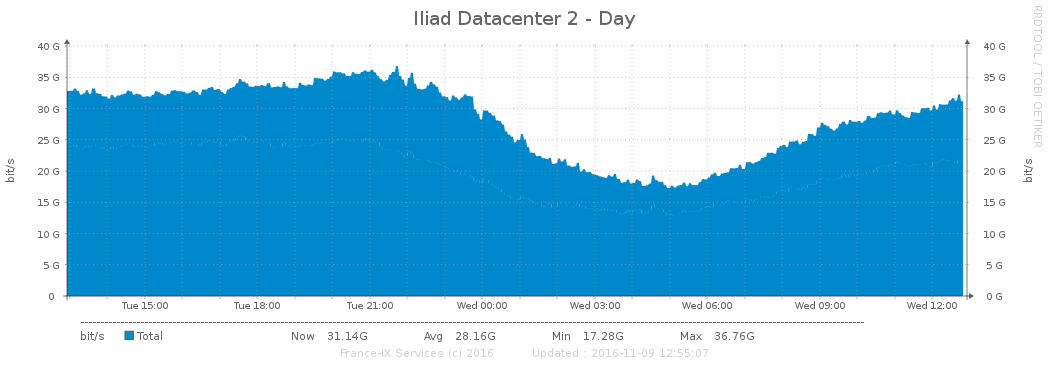 Iliad Datacenter 2 - Day
RRDTOOL / TOBI OETIKER
40 G 40 G
35 G 35 G
30 G 30 G
25 G 25 G
20 G 20 G
15 G 15 G
10 G 10 G
5 G 5 G
0 0 G
bit/s bit/s
Tue 15:00 Tue 18:00 Tue 21:00 Wed 00:00 Wed 03:00 Wed 06:00 Wed 09:00 Wed 12:00
bit/s Total Now 31.14G Avg 28.16G Min 17.28G Max 36.76G
France-IX Services (c) 2016 Updated : 2016-11-09 12:55:07